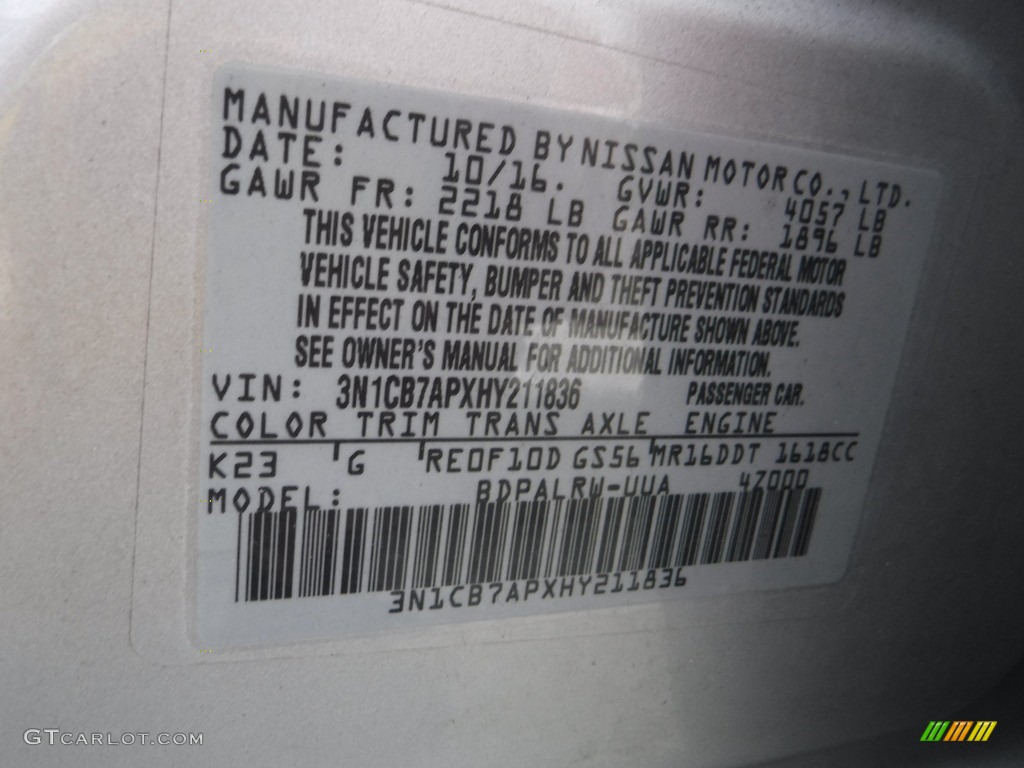 MANUFACTURED BY NISSAN MOTOR CO., LTD.
DATE: 10/16. GVWR: 4057 LB
GAWR FR: 2218 LB GAWR RR: 1896 LB
THIS VEHICLE CONFORMS TO ALL APPLICABLE FEDERAL MOTOR
VEHICLE SAFETY, BUMPER AND THEFT PREVENTION STANDARDS
IN EFFECT ON THE DATE OF MANUFACTURE SHOWN ABOVE.
SEE OWNER'S MANUAL FOR ADDITIONAL INFORMATION.
VIN: 3N1CB7APXHY211836 PASSENGER CAR.
COLOR TRIM TRANS AXLE ENGINE
K23 G RE0F10D GS56 MR16DDT 1618CC
MODEL: BDPALRW-UUA 47000
3N1CB7APXHY211836
GTCARLOT.COM